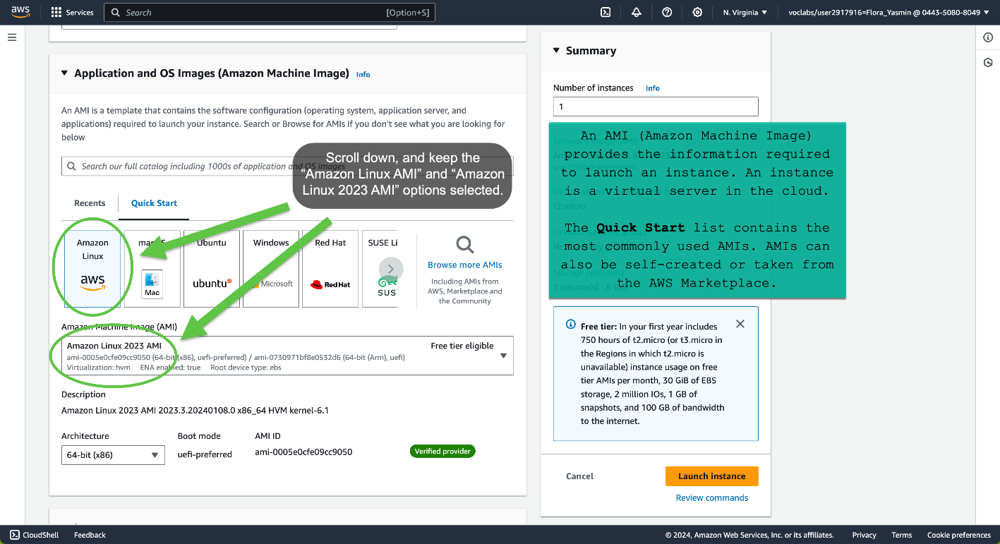 aws
Services
Search
[Option+S]
N. Virginia
voclabs/user2917916=Flora_Yasmin @ 0443-5080-8049
Application and OS Images (Amazon Machine Image)
Info
An AMI is a template that contains the software configuration (operating system, application server, and
applications) required to launch your instance. Search or Browse for AMIs if you don't see what you are looking for
below
Search our full catalog including 1000s of application and OS images
Scroll down, and keep the
“Amazon Linux AMI” and “Amazon
Linux 2023 AMI” options selected.
Recents
Quick Start
Amazon
Linux
aws
macOS
Mac
Ubuntu
ubuntu
Windows
Microsoft
Red Hat
Red Hat
SUSE Li
SUS
Browse more AMIs
Including AMIs from
AWS, Marketplace and
the Community
Amazon Machine Image (AMI)
Amazon Linux 2023 AMI
Free tier eligible
ami-0005e0cfe09cc9050 (64-bit (x86), uefi-preferred) / ami-0730971bf8e0532d6 (64-bit (Arm), uefi)
Virtualization: hvm ENA enabled: true Root device type: ebs
Description
Amazon Linux 2023 AMI 2023.3.20240108.0 x86_64 HVM kernel-6.1
Architecture
Boot mode
AMI ID
64-bit (x86)
uefi-preferred
ami-0005e0cfe09cc9050
Verified provider
Summary
Number of instances
Info
1
An AMI (Amazon Machine Image)
provides the information required
to launch an instance. An instance
is a virtual server in the cloud.
t2.micro
The Quick Start list contains the
most commonly used AMIs. AMIs can
also be self-created or taken from
the AWS Marketplace.
Storage (volumes)
1 volume(s) - 8 GiB
Free tier: In your first year includes
750 hours of t2.micro (or t3.micro in
the Regions in which t2.micro is
unavailable) instance usage on free
tier AMIs per month, 30 GiB of EBS
storage, 2 million IOs, 1 GB of
snapshots, and 100 GB of bandwidth
to the internet.
Cancel
Launch instance
Review commands
CloudShell
Feedback
© 2024, Amazon Web Services, Inc. or its affiliates.
Privacy
Terms
Cookie preferences